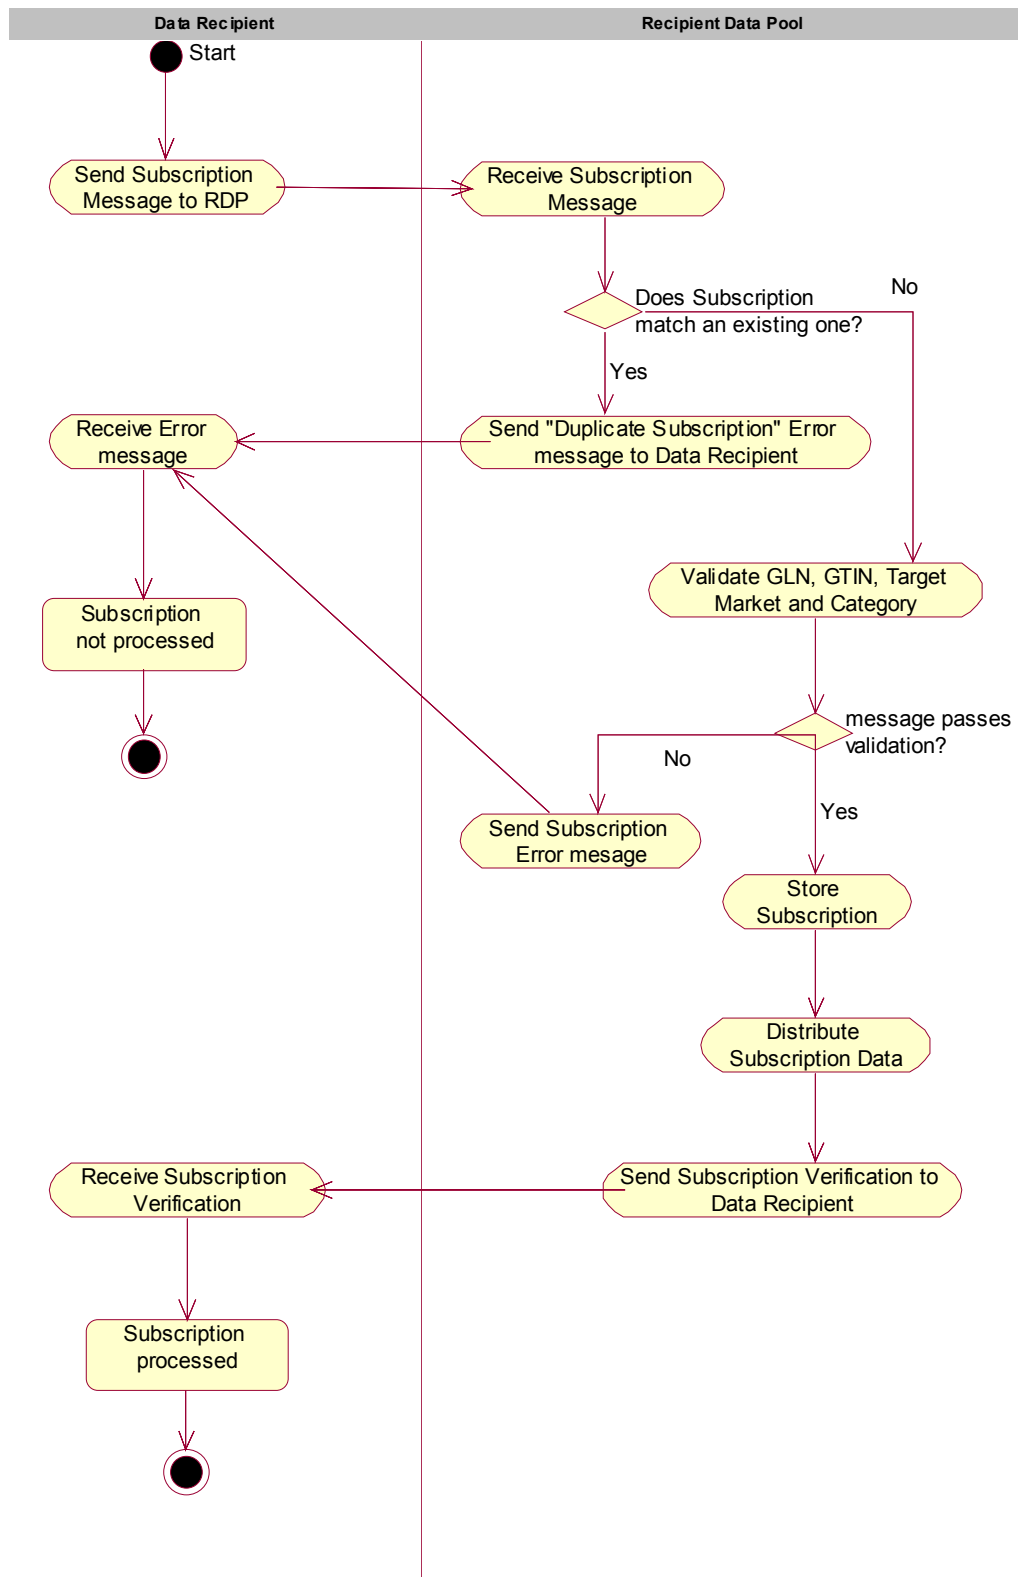 Data Recipient
Recipient Data Pool
Start
Send Subscription
Message to RDP
Receive Subscription
Message
Does Subscription
match an existing one?
No
Yes
Receive Error
message
Send "Duplicate Subscription" Error
message to Data Recipient
Validate GLN, GTIN, Target
Market and Category
Subscription
not processed
message passes
validation?
No
Yes
Send Subscription
Error mesage
Store
Subscription
Distribute
Subscription Data
Receive Subscription
Verification
Send Subscription Verification to
Data Recipient
Subscription
processed